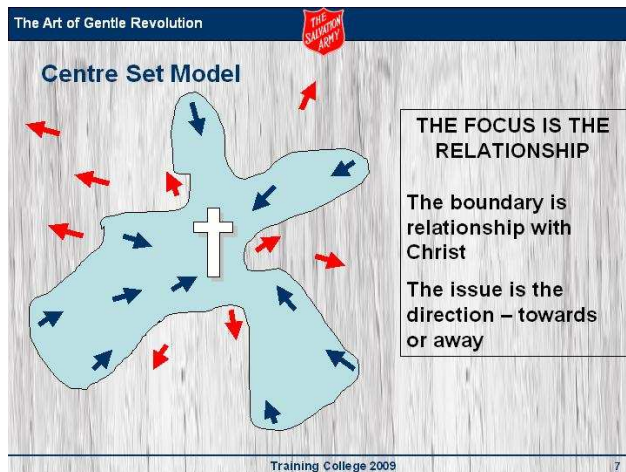 The Art of Gentle Revolution
THE
SALVATION
ARMY
Centre Set Model
THE FOCUS IS THE
RELATIONSHIP
The boundary is
relationship with
Christ
The issue is the
direction – towards
or away
Training College 2009
7